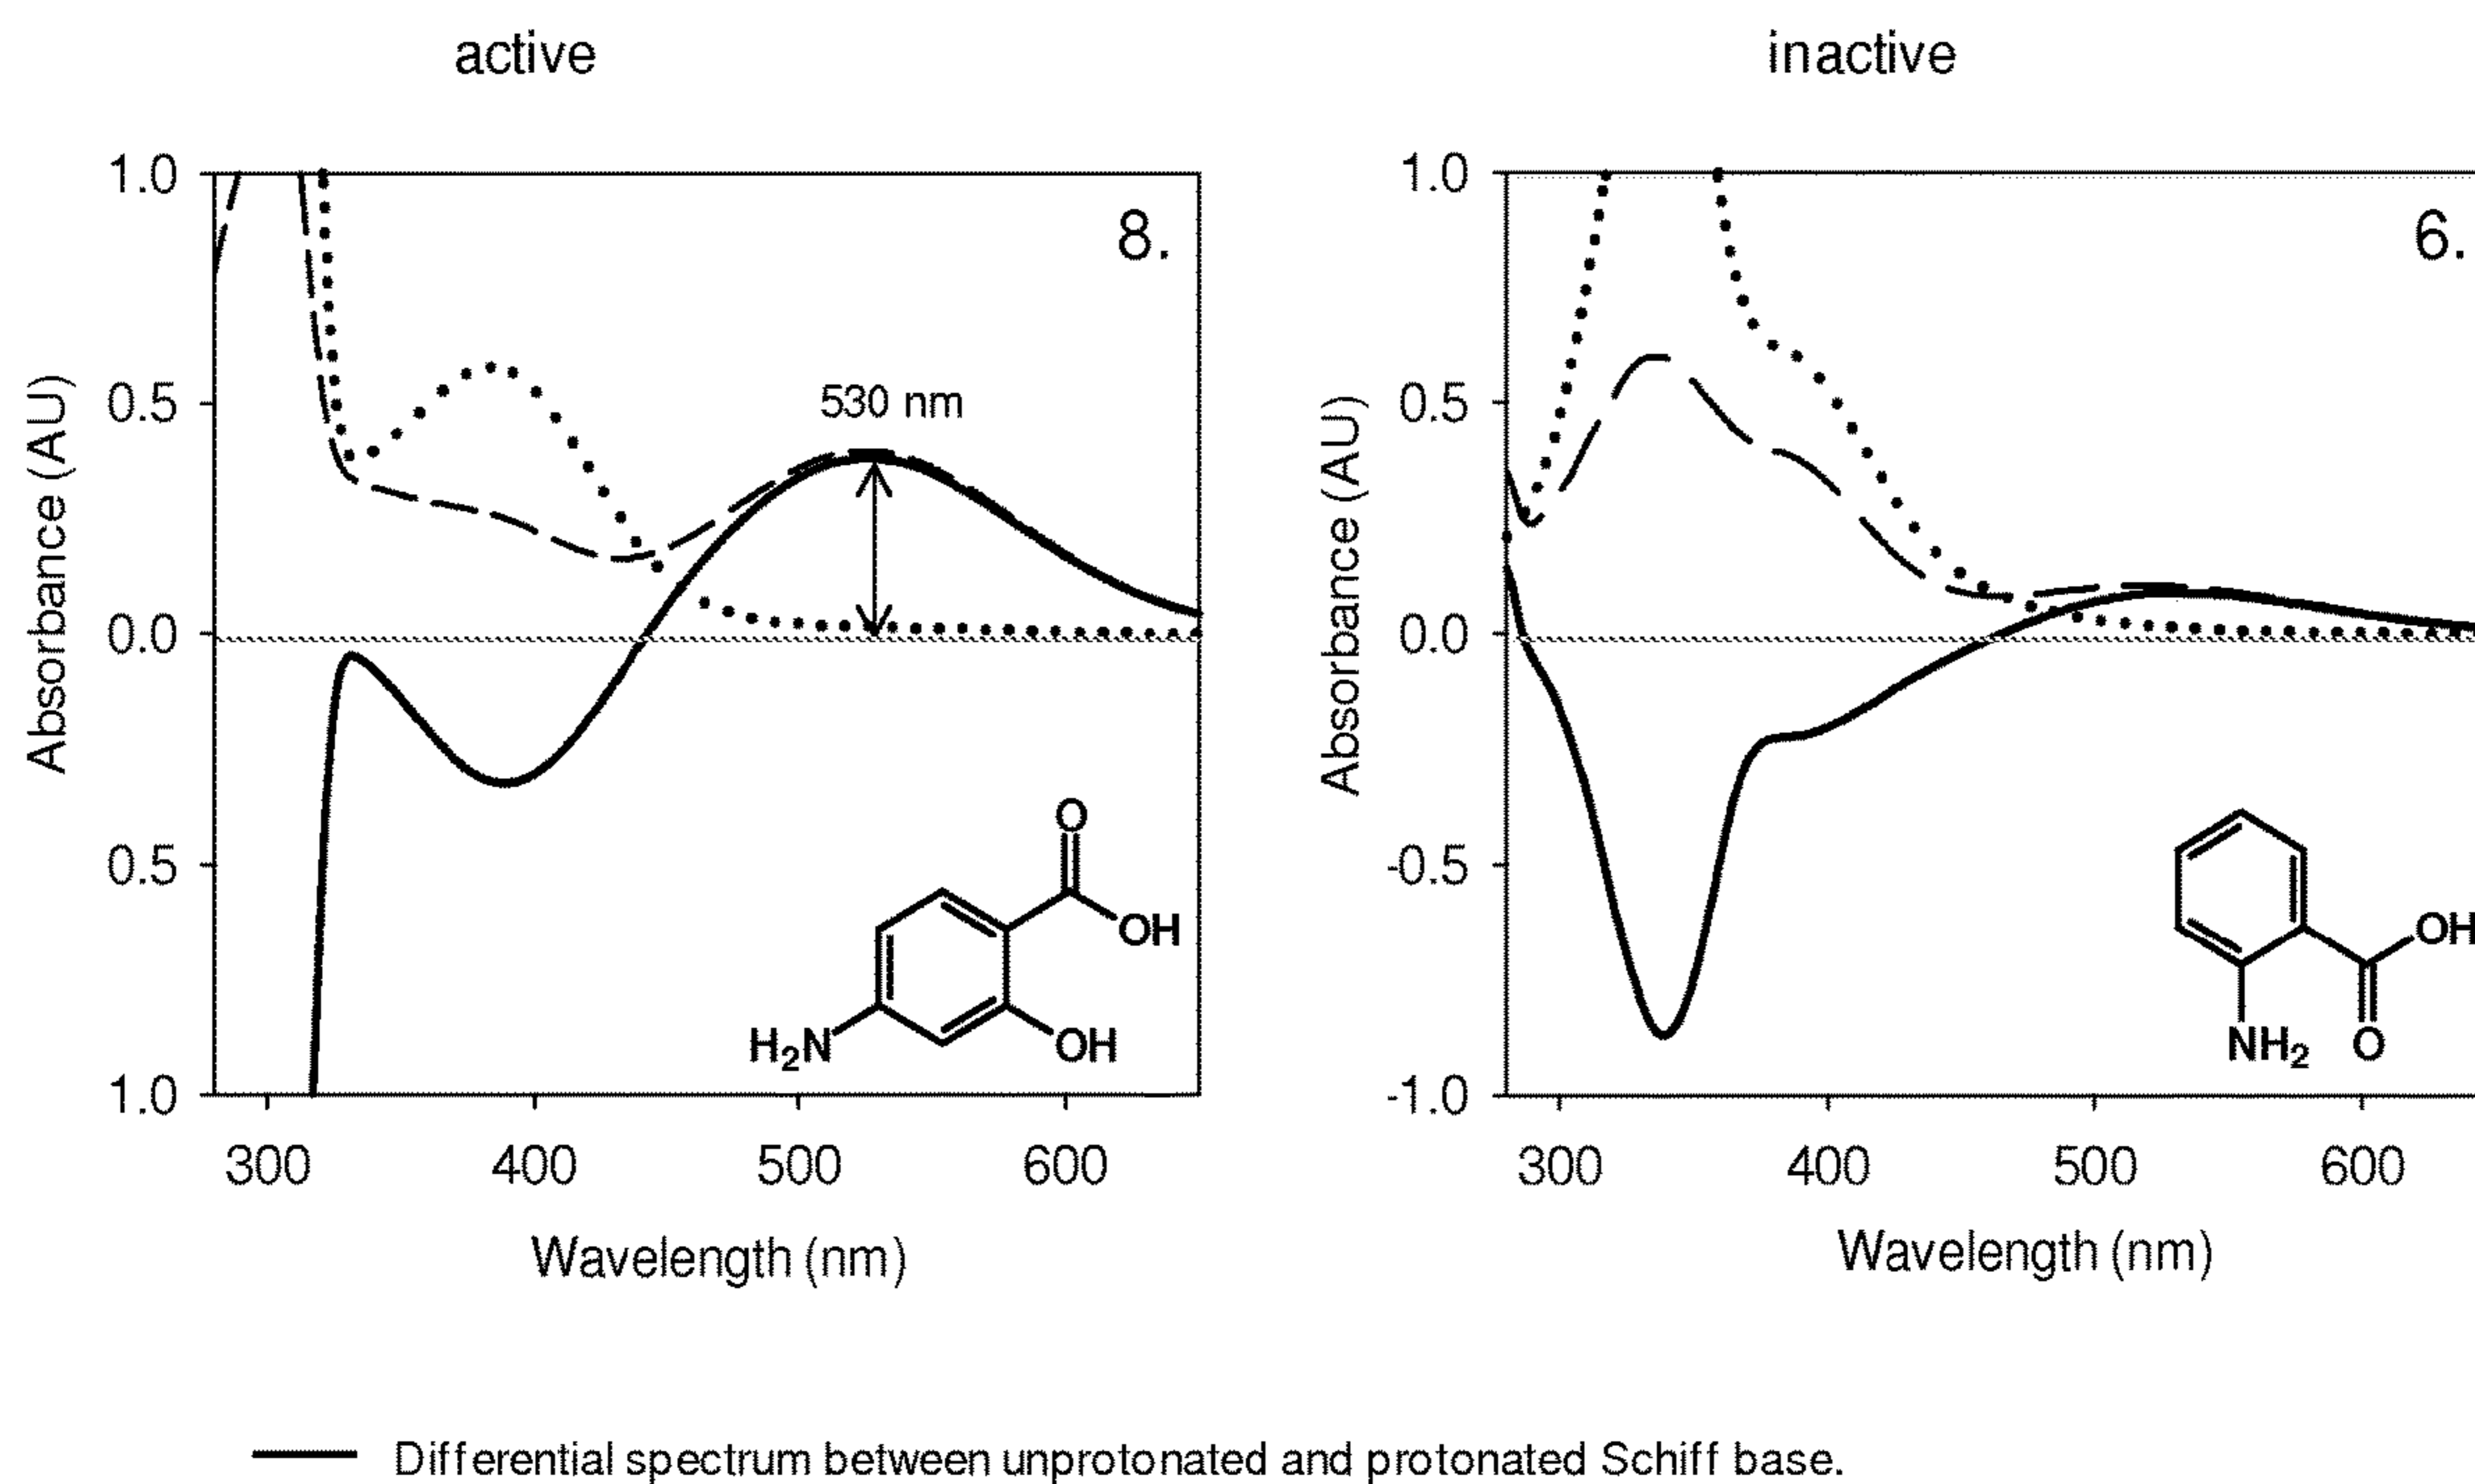 active
inactive
1.0
0.5
0.0
0.5
1.0
Absorbance (AU)
8.
530 nm
O
OH
OH
H₂N
300 400 500 600
Wavelength (nm)
1.0
0.5
0.0
-0.5
-1.0
Absorbance (AU)
6.
OH
NH₂ O
300 400 500 600
Wavelength (nm)
Differential spectrum between unprotonated and protonated Schiff base.